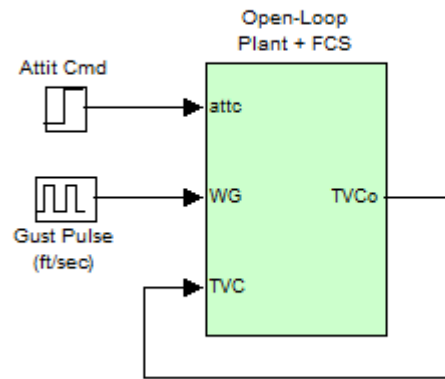 Open-Loop
Plant + FCS
Attit Cmd
attc
WG
TVCo
Gust Pulse
(ft/sec)
TVC